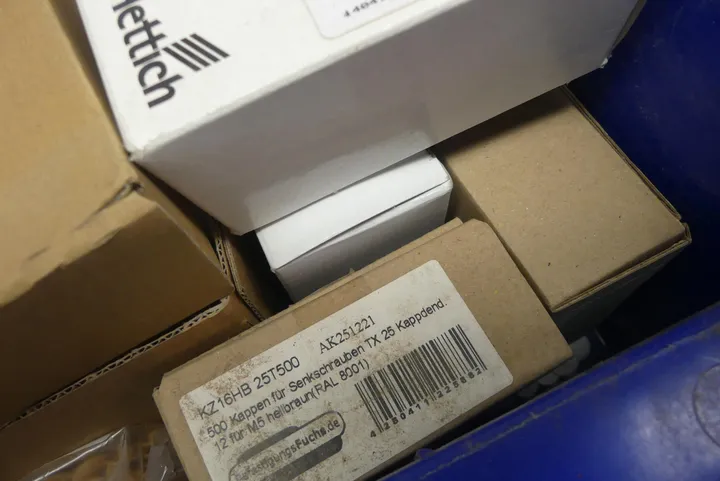 Hettich
KZ16HB 25T500 AK251221
500 Kappen für Senkschrauben TX 25 Kappdend.
12 für M5 hellbraun(RAL 8001)
BefestigungsFuchs.de